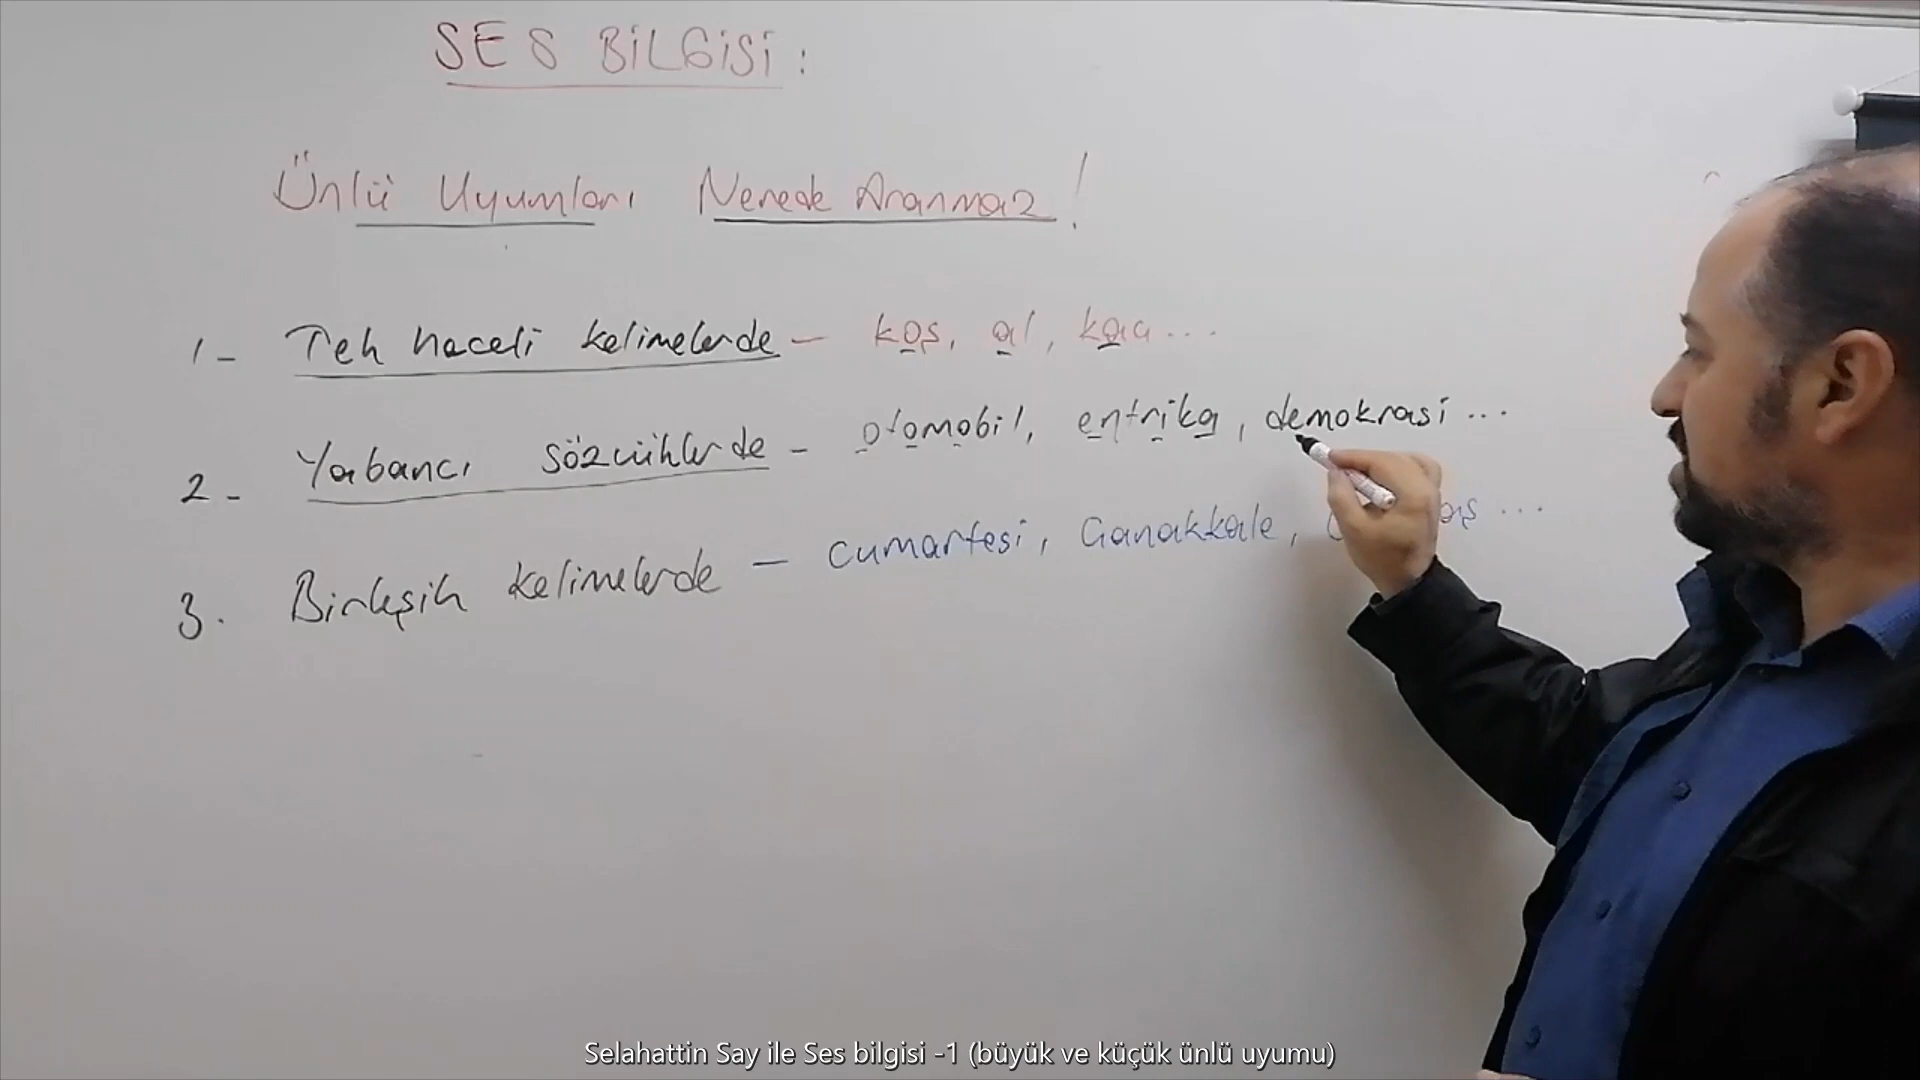 SES BİLGİSİ :
Ünlü Uyumları Nerede Aranmaz !
1 - Tek heceli kelimelerde - koş, al, kaç ...
2 - Yabancı sözcüklerde - otomobil, entrika, demokrasi ...
3. Birleşik kelimelerde - cumartesi, Çanakkale, ...
Selahattin Say ile Ses bilgisi -1 (büyük ve küçük ünlü uyumu)